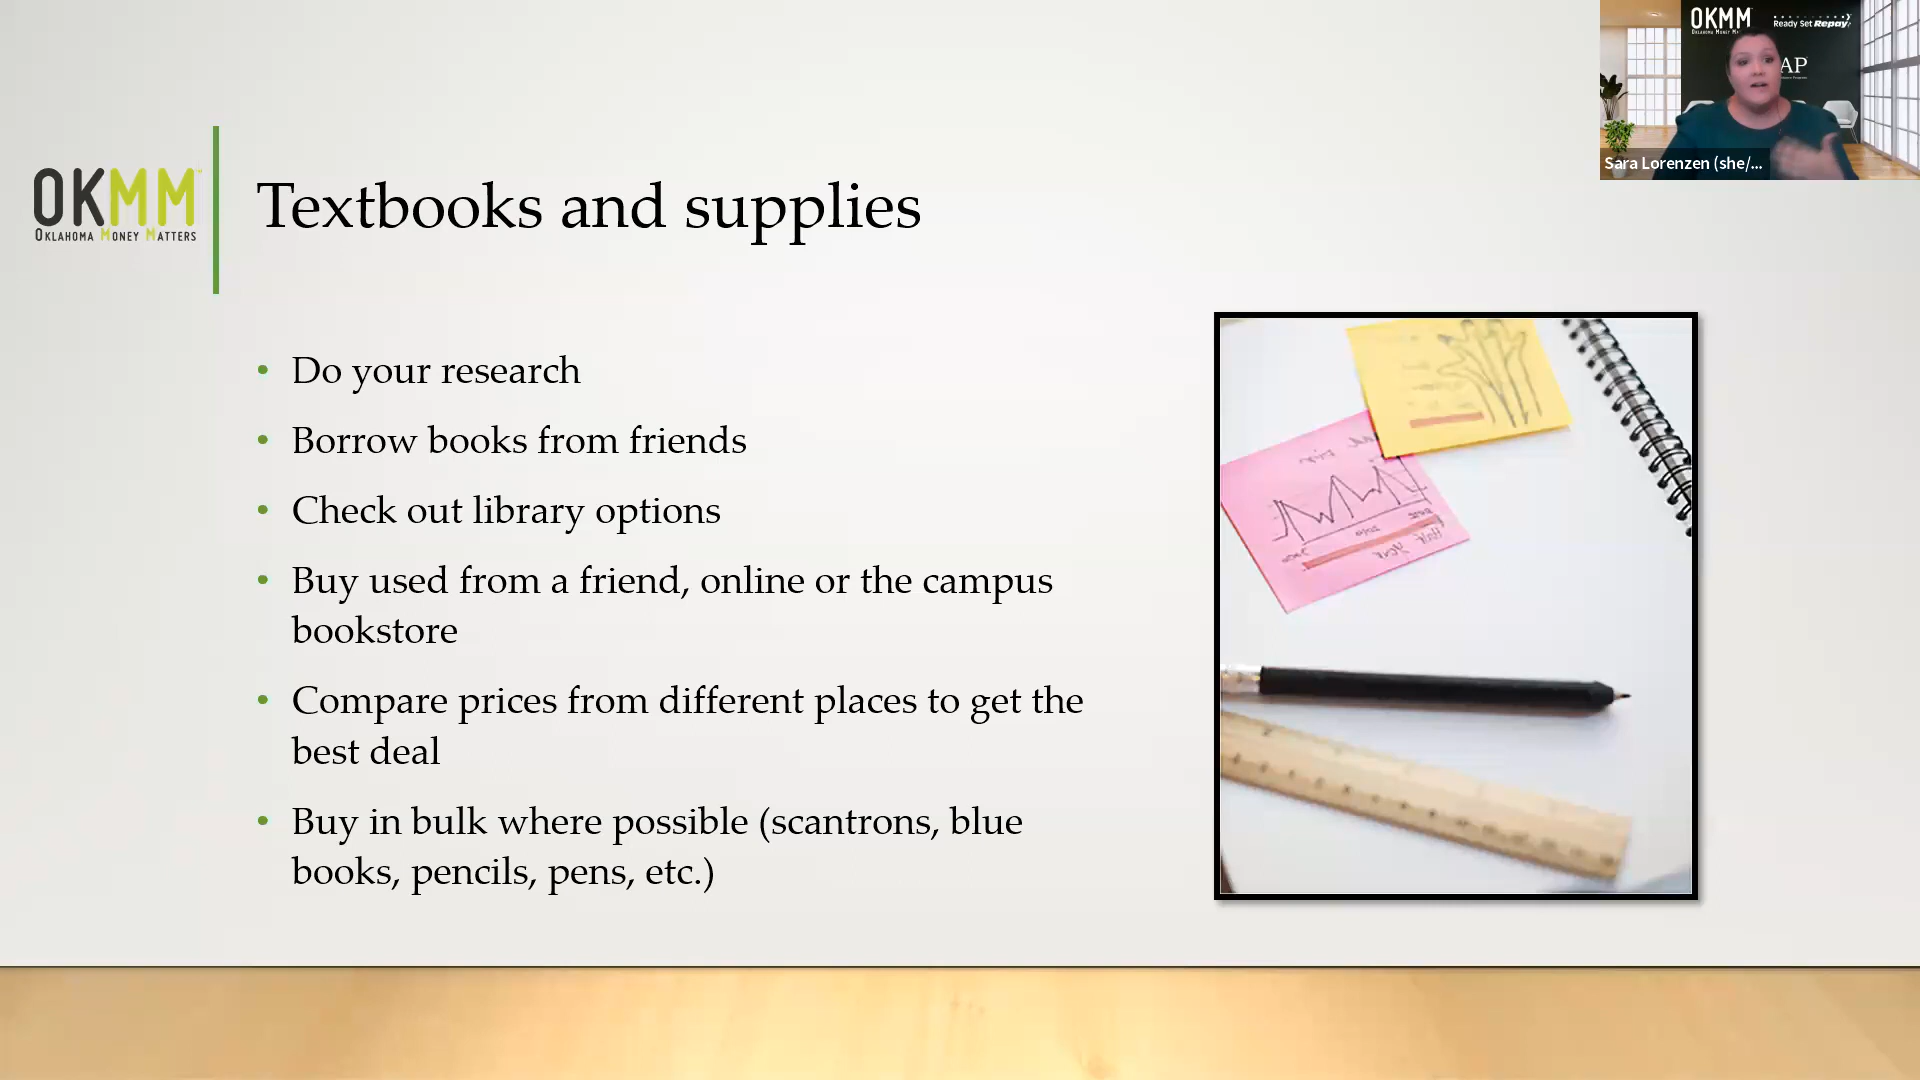 OKMM
Ready Set Repay
OKLAHOMA MONEY M
AP
Sara Lorenzen (she/...
OKMM
OKLAHOMA MONEY MATTERS
Textbooks and supplies
• Do your research
• Borrow books from friends
• Check out library options
• Buy used from a friend, online or the campus
bookstore
• Compare prices from different places to get the
best deal
• Buy in bulk where possible (scantrons, blue
books, pencils, pens, etc.)